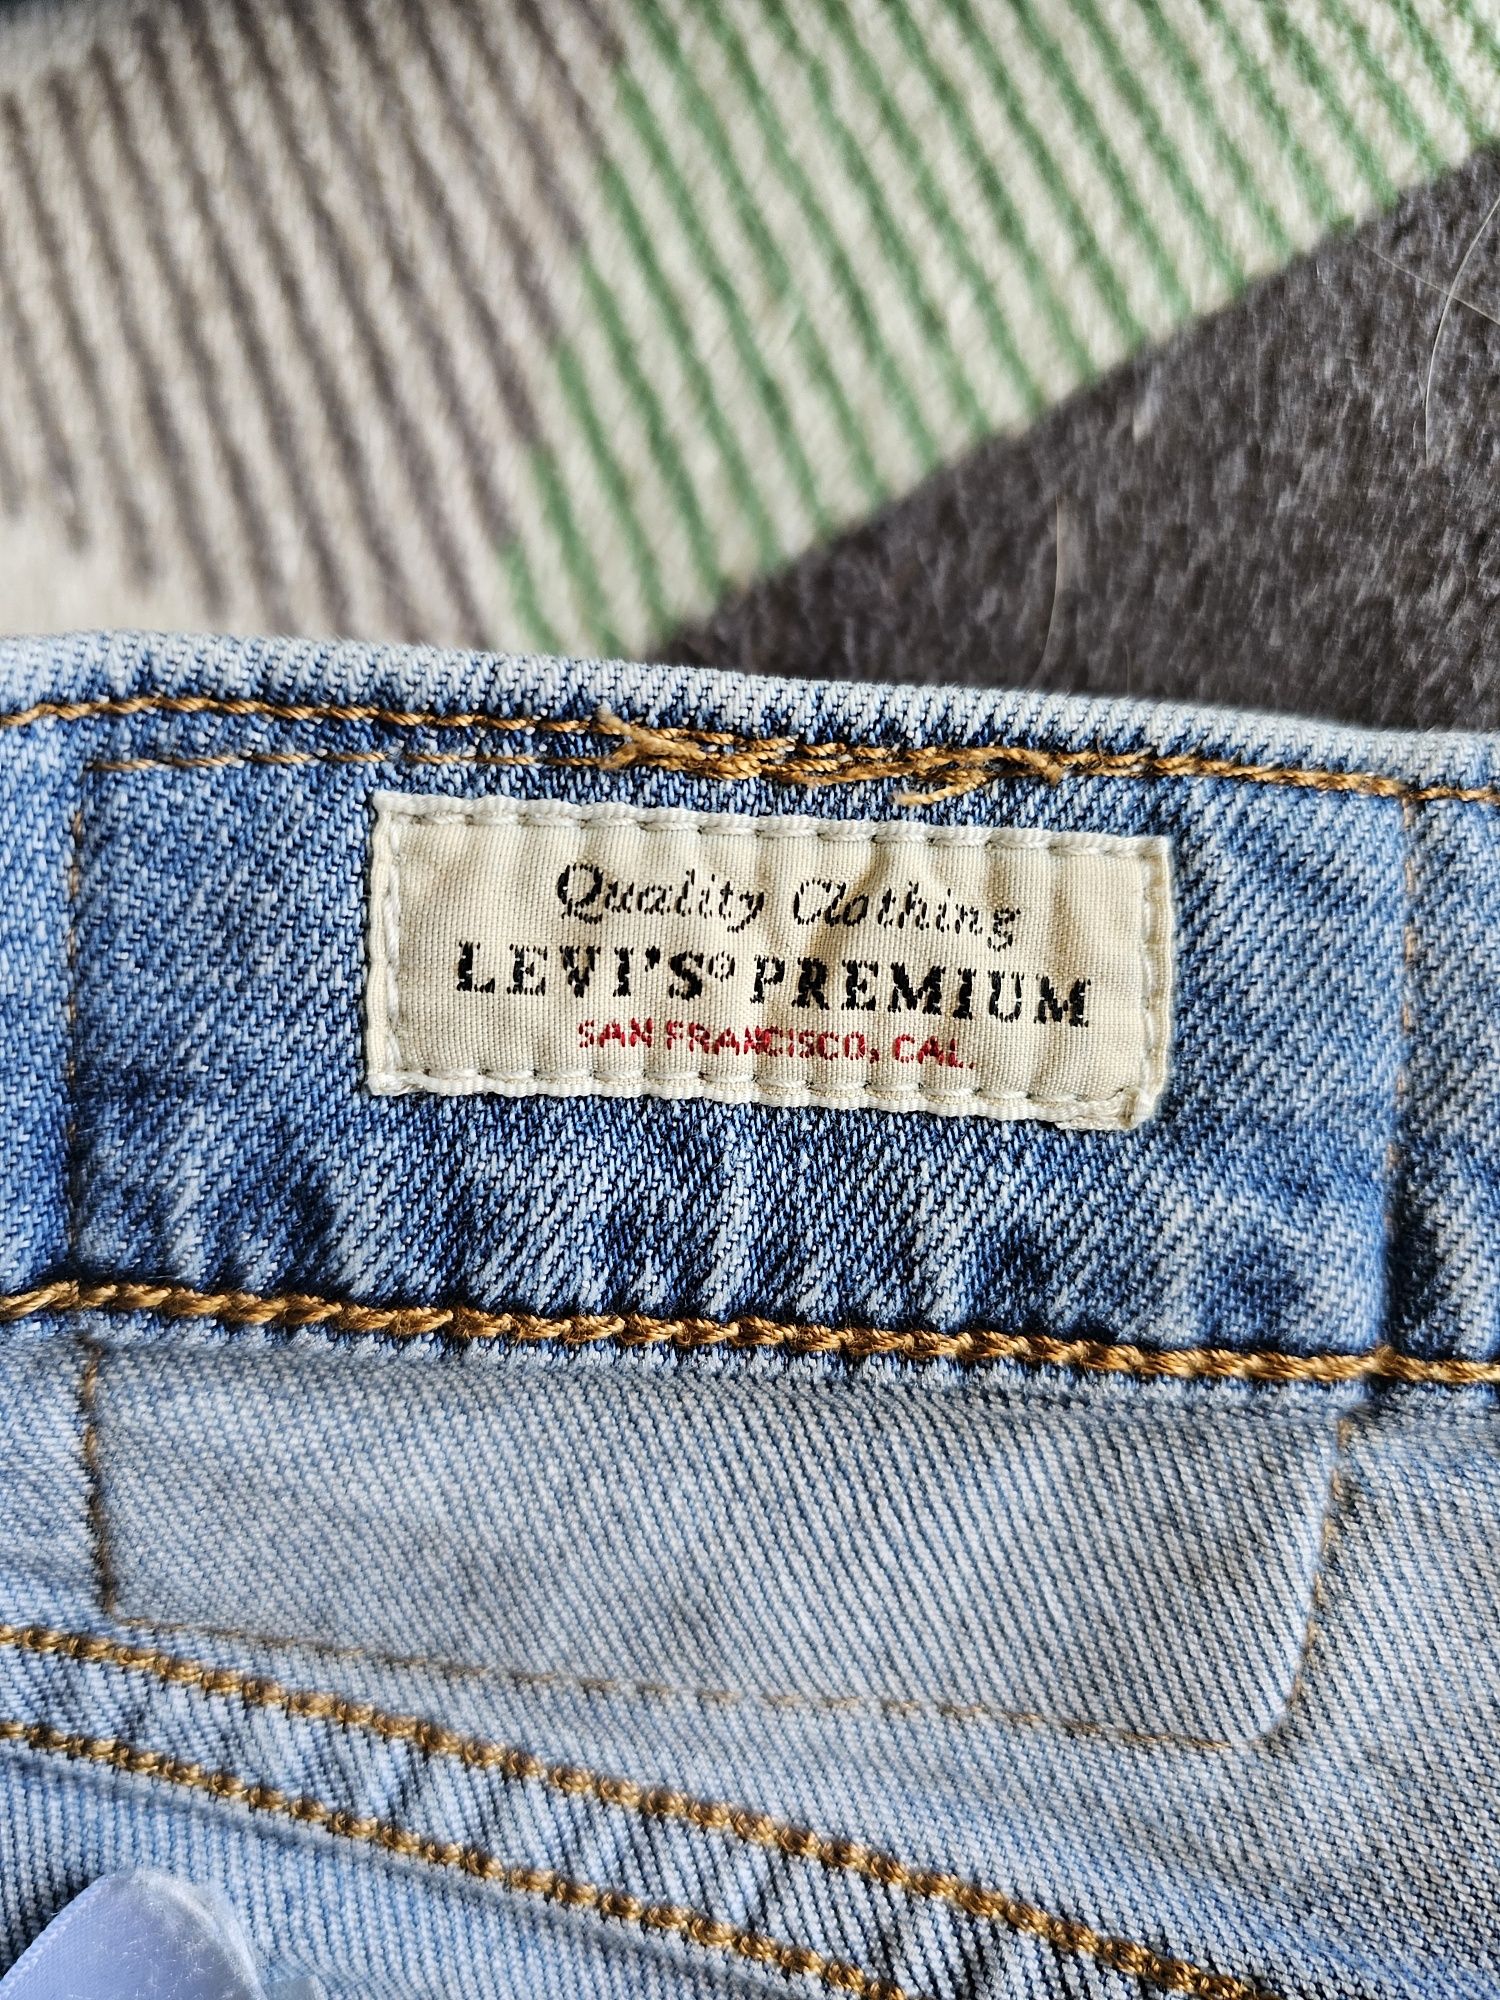 Quality Clothing
LEVI'S® PREMIUM
SAN FRANCISCO, CAL.